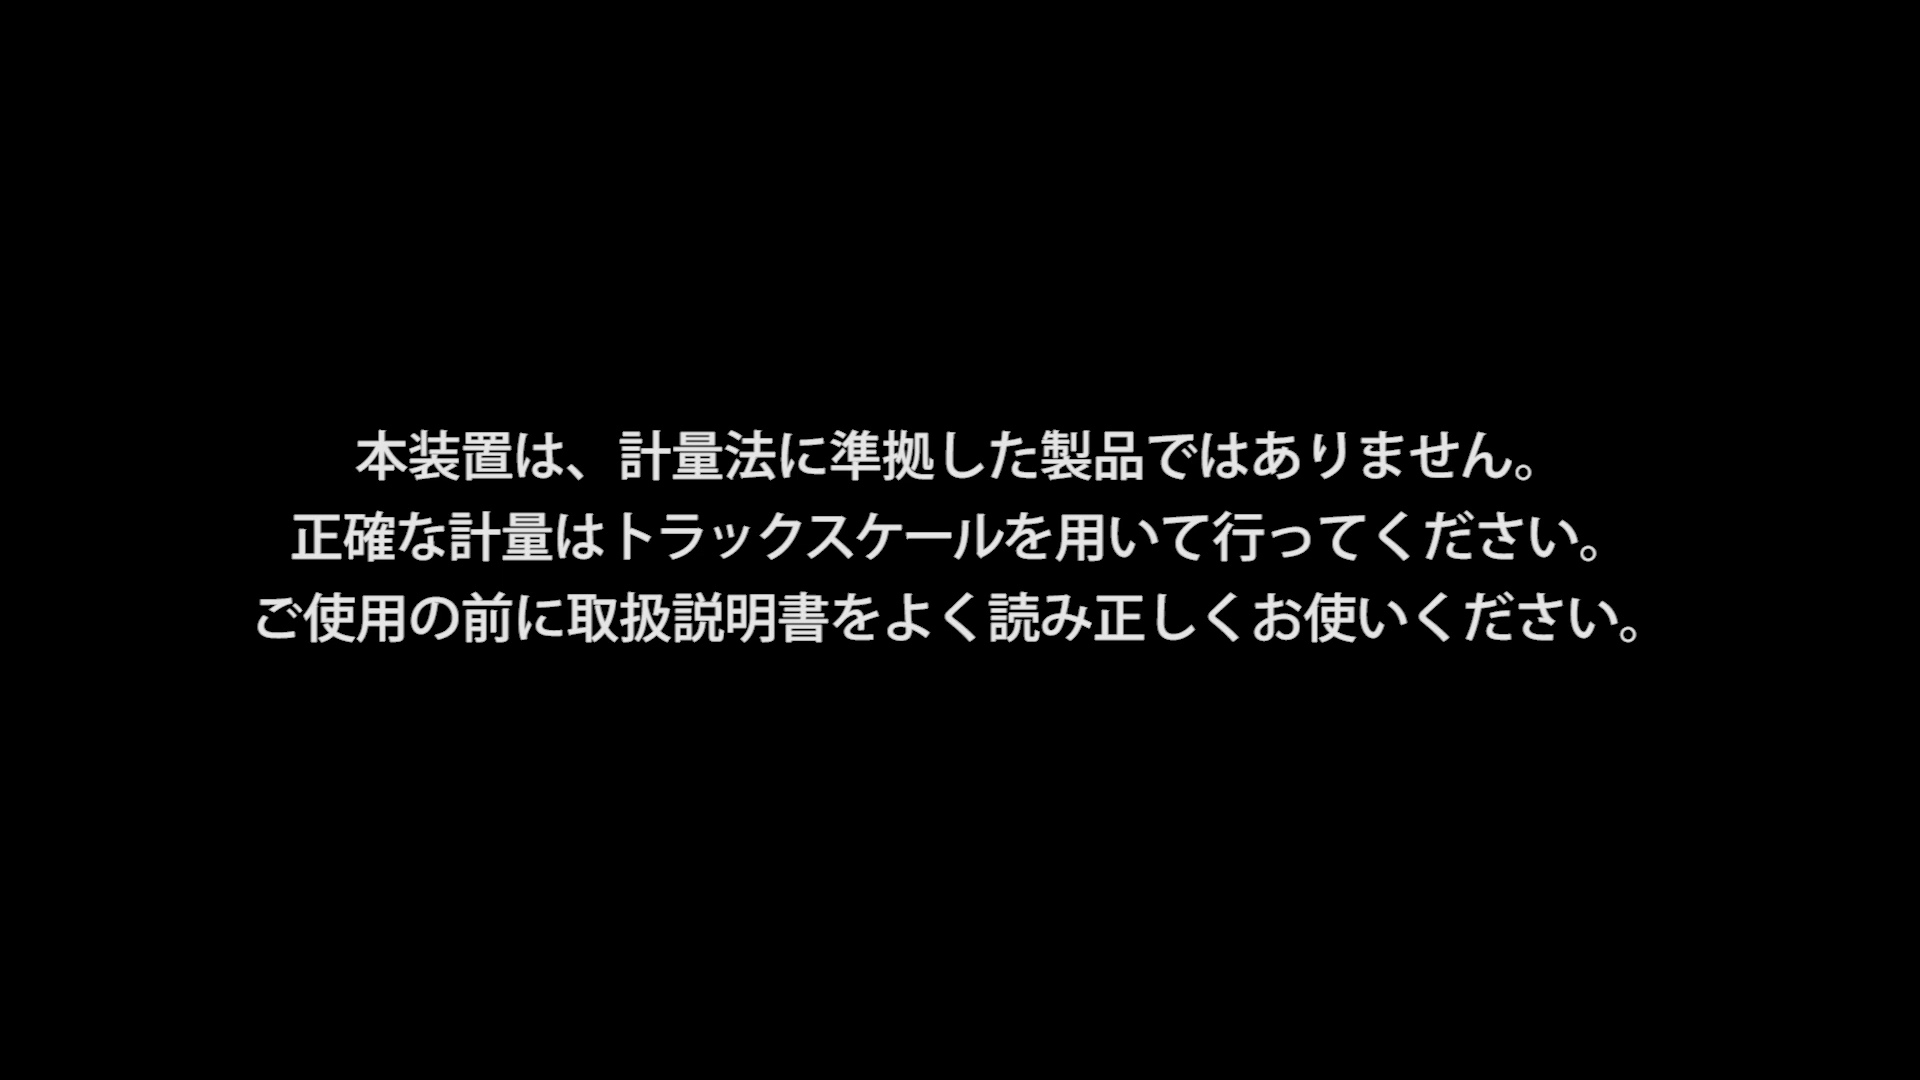 本装置は、計量法に準拠した製品ではありません。
正確な計量はトラックスケールを用いて行ってください。
ご使用の前に取扱説明書をよく読み正しくお使いください。